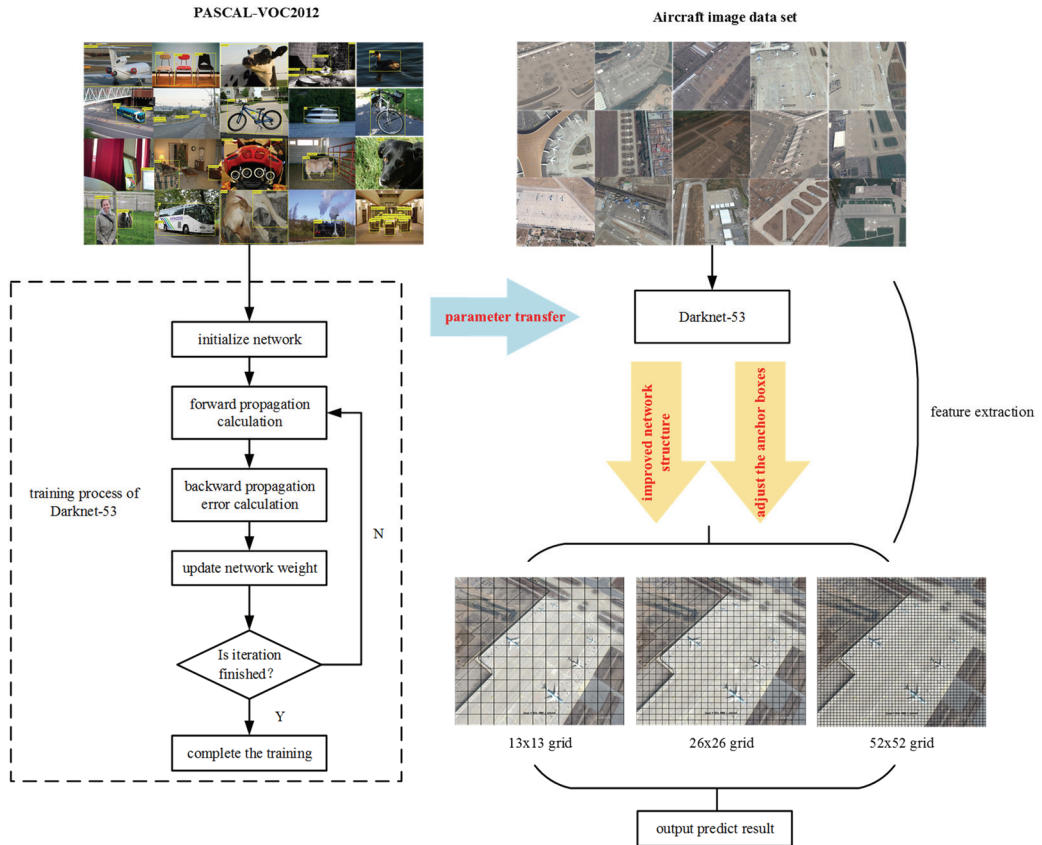 PASCAL-VOC2012
Aircraft image data set
initialize network
forward propagation
calculation
backward propagation
error calculation
update network weight
Is iteration
finished?
N
Y
complete the training
training process of
Darknet-53
parameter transfer
Darknet-53
improved network
structure
adjust the anchor boxes
feature extraction
13x13 grid
26x26 grid
52x52 grid
output predict result